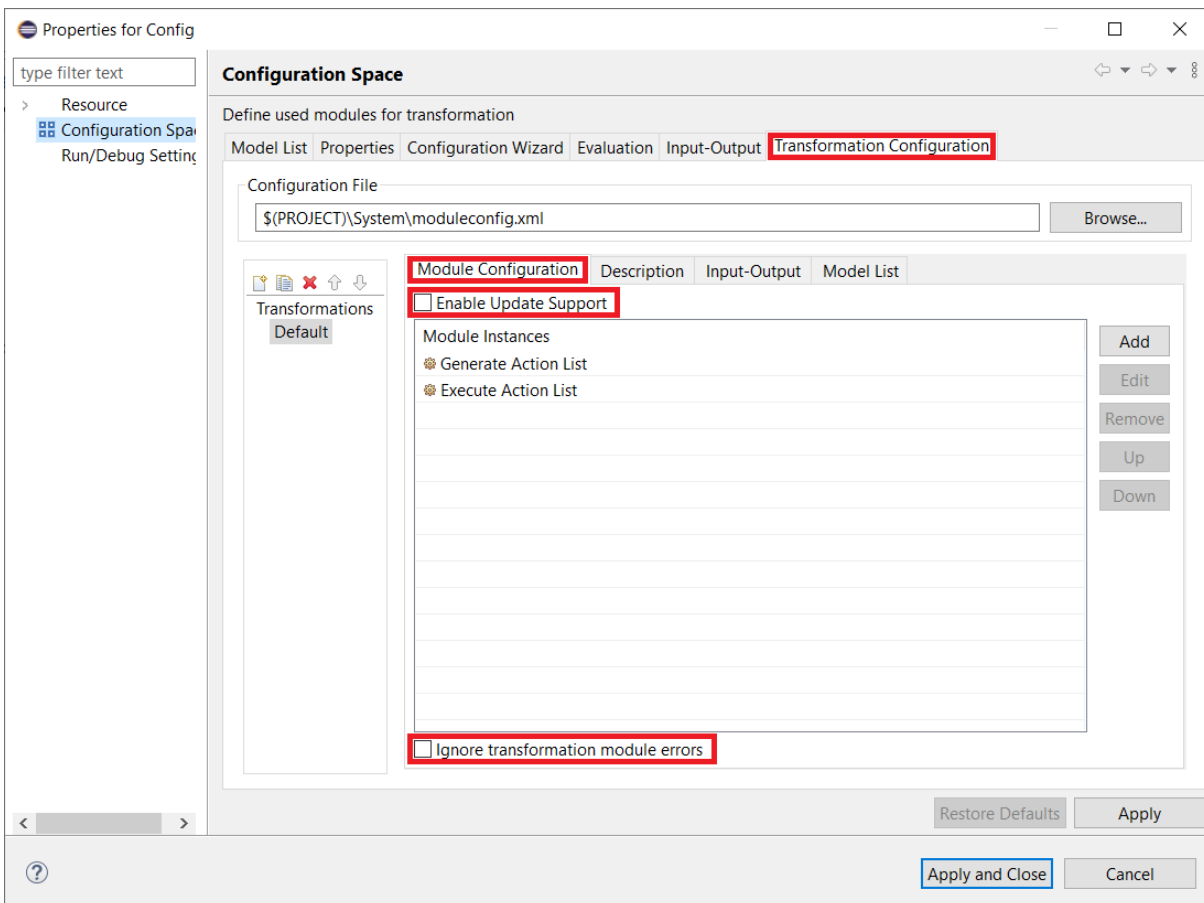 Properties for Config
type filter text
Resource
Configuration Spa
Run/Debug Setting
Configuration Space
Define used modules for transformation
Model List Properties Configuration Wizard Evaluation Input-Output Transformation Configuration
Configuration File
$(PROJECT)\System\moduleconfig.xml Browse...
Transformations
Default
Module Configuration Description Input-Output Model List
Enable Update Support
Module Instances
Generate Action List
Execute Action List
Add
Edit
Remove
Up
Down
Ignore transformation module errors
Restore Defaults Apply
Apply and Close Cancel